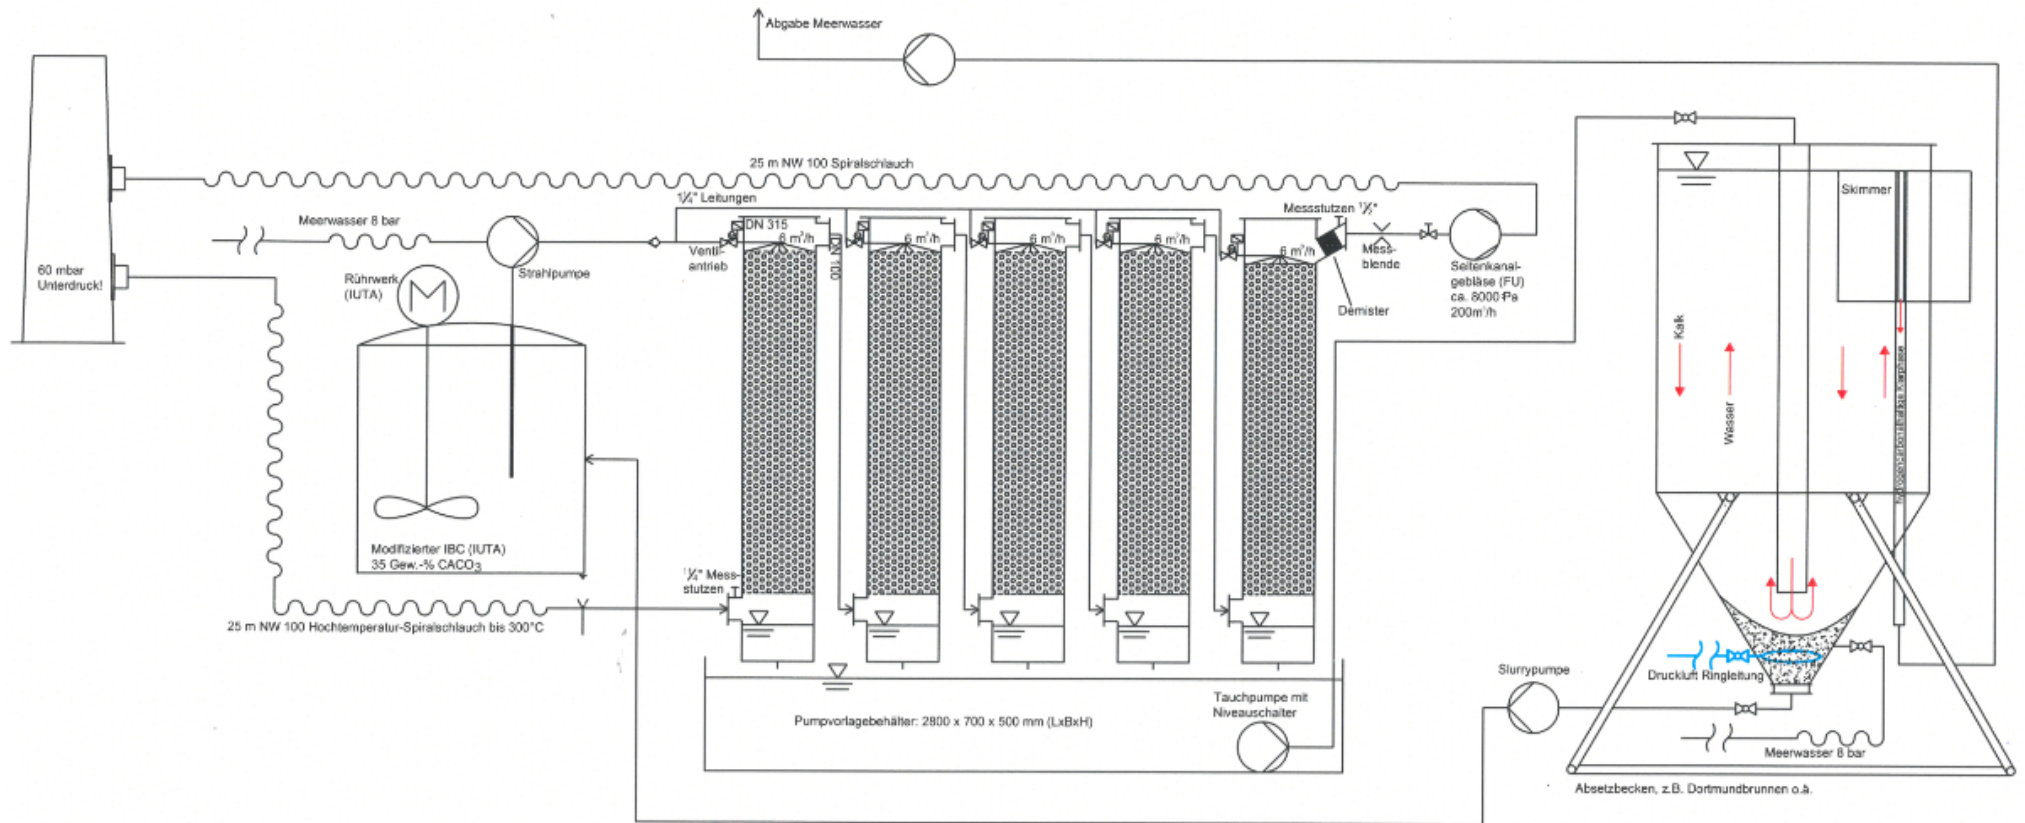 Abgabe Meerwasser
25 m NW 100 Spiralschlauch
1¼" Leitungen
Meerwasser 8 bar
Strahlpumpe
Ventil-
antrieb
DN 315
DN 100
6 m³/h
6 m³/h
6 m³/h
6 m³/h
6 m³/h
Messstutzen ½"
Mess-
blende
Demister
Seitenkanal-
gebläse (FU)
ca. 8000 Pa
200m³/h
60 mbar
Unterdruck!
Rührwerk
(IUTA)
M
Modifizierter IBC (IUTA)
35 Gew.-% CACO₃
1¼" Mess-
stutzen
25 m NW 100 Hochtemperatur-Spiralschlauch bis 300°C
Pumpvorlagebehälter: 2800 x 700 x 500 mm (LxBxH)
Tauchpumpe mit
Niveauschalter
Skimmer
Kalk
Wasser
hydrogencarbonathaltige Klarphase
Slurrypumpe
Druckluft Ringleitung
Meerwasser 8 bar
Absetzbecken, z.B. Dortmundbrunnen o.ä.